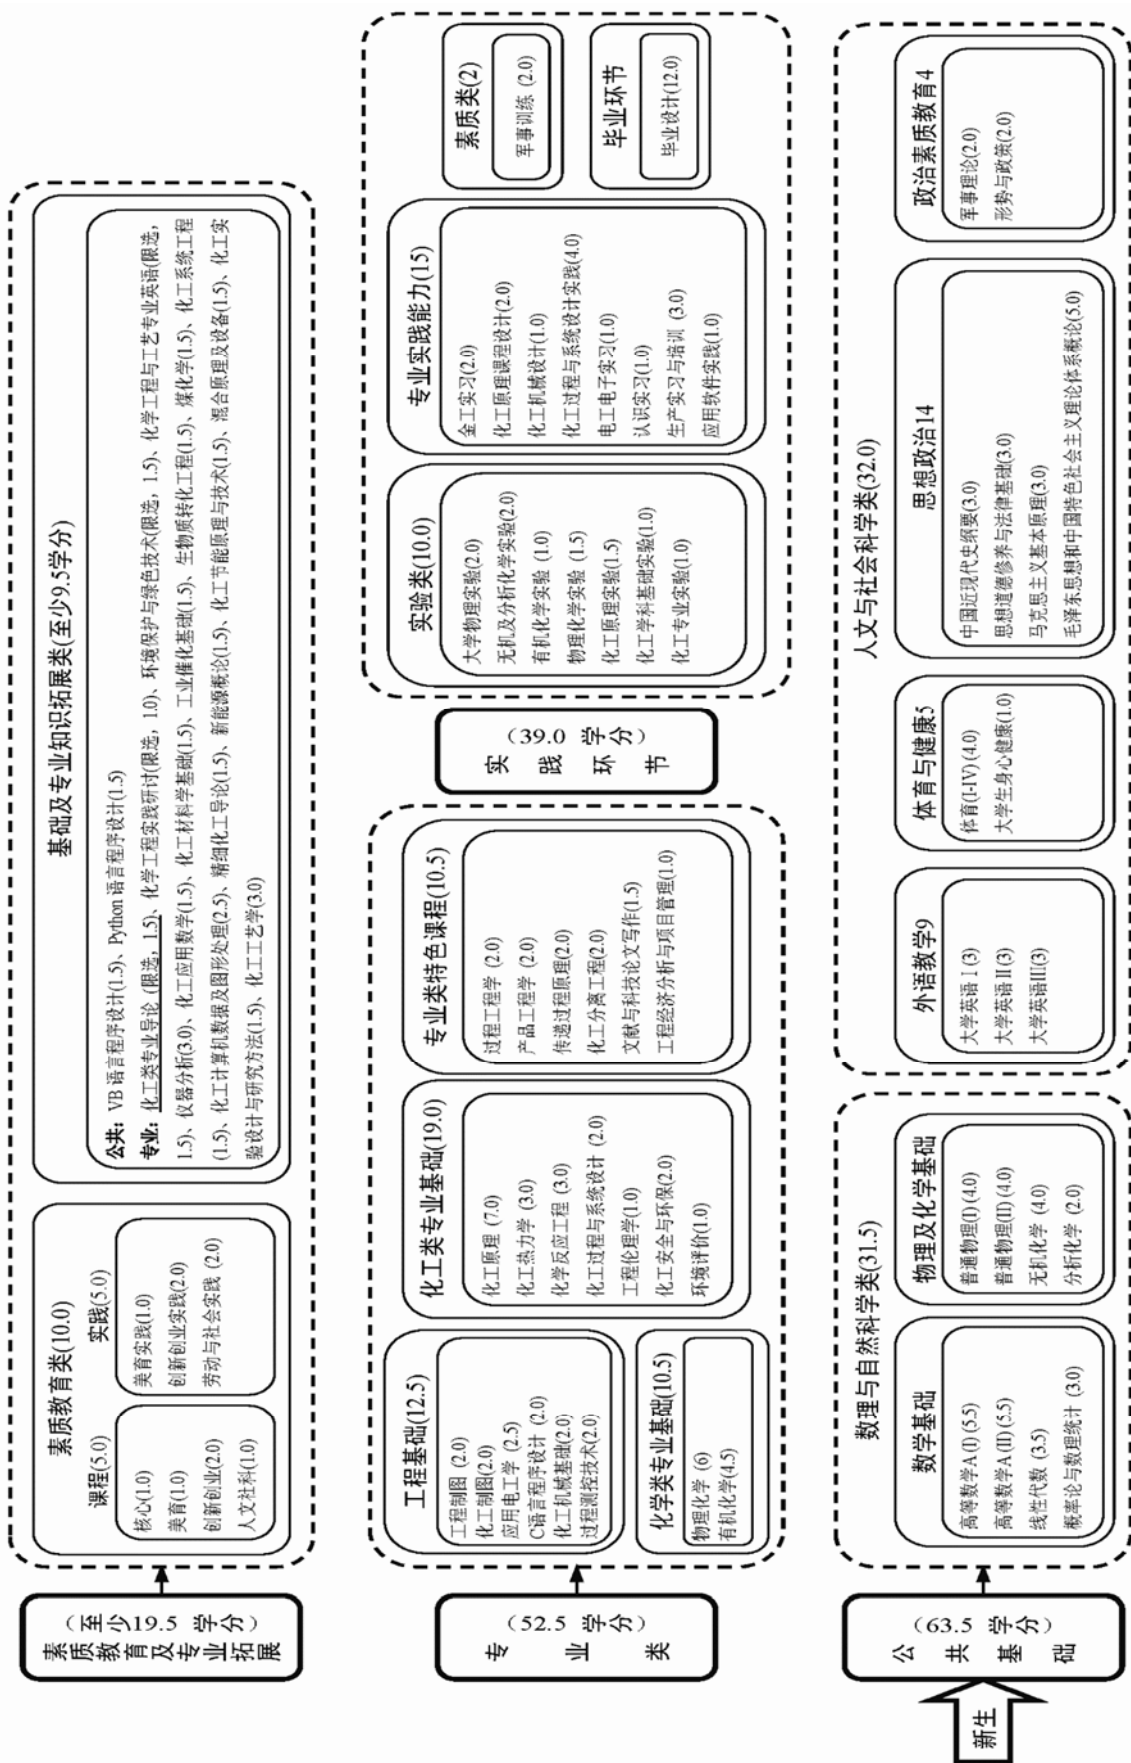 (至少19.5 学分)
素质教育及专业拓展
素质教育类(10.0)
课程(5.0)
核心(1.0)
美育(1.0)
创新创业(2.0)
人文社科(1.0)
实践(5.0)
美育实践(1.0)
创新创业实践(2.0)
劳动与社会实践 (2.0)
基础及专业知识拓展类(至少9.5学分)
公共：VB 语言程序设计(1.5)、Python 语言程序设计(1.5)
专业：化工类专业导论 (限选，1.5)、化学工程实践研讨(限选，1.0)、环境保护与绿色技术(限选，1.5)、化学工程与工艺专业英语(限选，
1.5)、仪器分析(3.0)、化工应用数学(1.5)、化工材料学基础(1.5)、工业催化基础(1.5)、生物质转化工程(1.5)、煤化学(1.5)、化工系统工程
(1.5)、化工计算机数据及图形处理(2.5)、精细化工导论(1.5)、新能源概论(1.5)、化工节能原理与技术(1.5)、混合原理及设备(1.5)、化工实
验设计与研究方法(1.5)、化工工艺学(3.0)
(52.5 学分)
专业类
工程基础(12.5)
工程制图 (2.0)
化工制图(2.0)
应用电工学 (2.5)
C语言程序设计 (2.0)
化工机械基础(2.0)
过程测控技术(2.0)
化学类专业基础(10.5)
物理化学 (6)
有机化学(4.5)
化工类专业基础(19.0)
化工原理 (7.0)
化工热力学 (3.0)
化学反应工程 (3.0)
化工过程与系统设计 (2.0)
工程伦理学(1.0)
化工安全与环保(2.0)
环境评价(1.0)
专业类特色课程(10.5)
过程工程学 (2.0)
产品工程学 (2.0)
传递过程原理(2.0)
化工分离工程(2.0)
文献与科技论文写作(1.5)
工程经济分析与项目管理(1.0)
(39.0 学分)
实践环节
实验类(10.0)
大学物理实验(2.0)
无机及分析化学实验(2.0)
有机化学实验 (1.0)
物理化学实验 (1.5)
化工原理实验(1.5)
化工学科基础实验(1.0)
化工专业实验(1.0)
专业实践能力(15)
金工实习(2.0)
化工原理课程设计(2.0)
化工机械设计(1.0)
化工过程与系统设计实践(4.0)
电工电子实习(1.0)
认识实习(1.0)
生产实习与培训 (3.0)
应用软件实践(1.0)
素质类(2)
军事训练 (2.0)
毕业环节
毕业设计(12.0)
新生
(63.5 学分)
公共基础
数理与自然科学类(31.5)
数学基础
高等数学A (I) (5.5)
高等数学A (II) (5.5)
线性代数 (3.5)
概率论与数理统计 (3.0)
物理及化学基础
普通物理(I) (4.0)
普通物理(II) (4.0)
无机化学 (4.0)
分析化学 (2.0)
人文与社会科学类(32.0)
外语教学9
大学英语 I (3)
大学英语 II (3)
大学英语III(3)
体育与健康5
体育(I-IV) (4.0)
大学生身心健康(1.0)
思想政治14
中国近现代史纲要(3.0)
思想道德修养与法律基础(3.0)
马克思主义基本原理(3.0)
毛泽东思想和中国特色社会主义理论体系概论(5.0)
政治素质教育4
军事理论(2.0)
形势与政策(2.0)